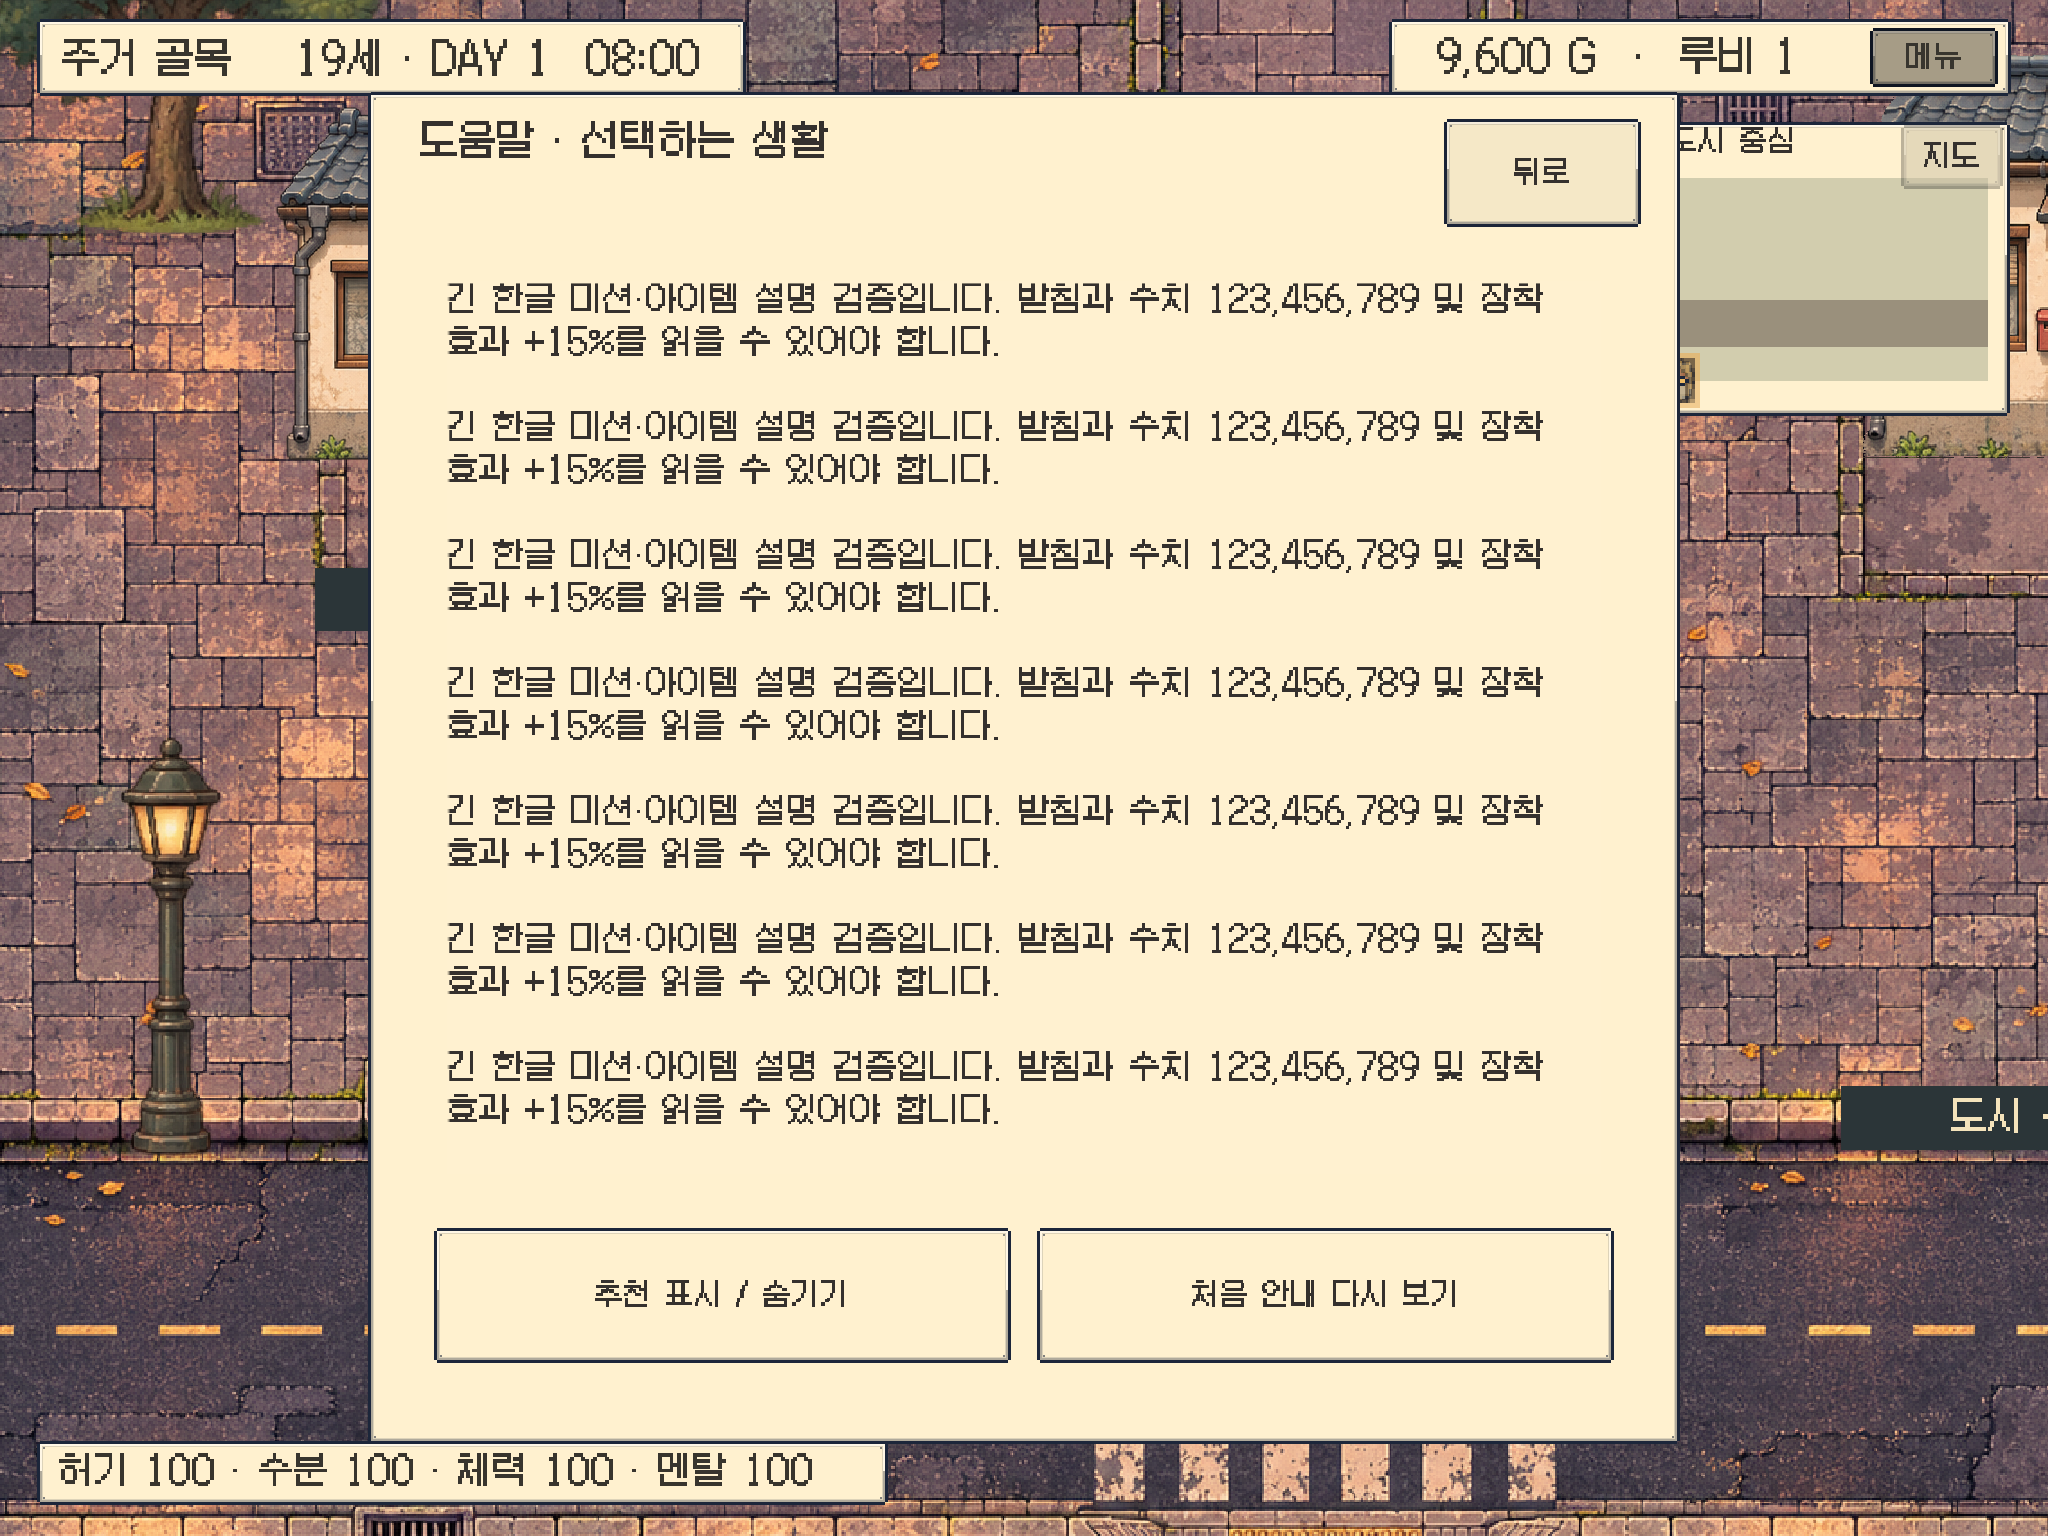 주거 골목 19세 · DAY 1 08:00
9,600 G · 루비 1 메뉴
도움말 · 선택하는 생활
뒤로
도시 중심
지도
긴 한글 미션·아이템 설명 검증입니다. 받침과 수치 123,456,789 및 장착
효과 +15%를 읽을 수 있어야 합니다.
긴 한글 미션·아이템 설명 검증입니다. 받침과 수치 123,456,789 및 장착
효과 +15%를 읽을 수 있어야 합니다.
긴 한글 미션·아이템 설명 검증입니다. 받침과 수치 123,456,789 및 장착
효과 +15%를 읽을 수 있어야 합니다.
긴 한글 미션·아이템 설명 검증입니다. 받침과 수치 123,456,789 및 장착
효과 +15%를 읽을 수 있어야 합니다.
긴 한글 미션·아이템 설명 검증입니다. 받침과 수치 123,456,789 및 장착
효과 +15%를 읽을 수 있어야 합니다.
긴 한글 미션·아이템 설명 검증입니다. 받침과 수치 123,456,789 및 장착
효과 +15%를 읽을 수 있어야 합니다.
긴 한글 미션·아이템 설명 검증입니다. 받침과 수치 123,456,789 및 장착
효과 +15%를 읽을 수 있어야 합니다.
도시
추천 표시 / 숨기기
처음 안내 다시 보기
허기 100 · 수분 100 · 체력 100 · 멘탈 100